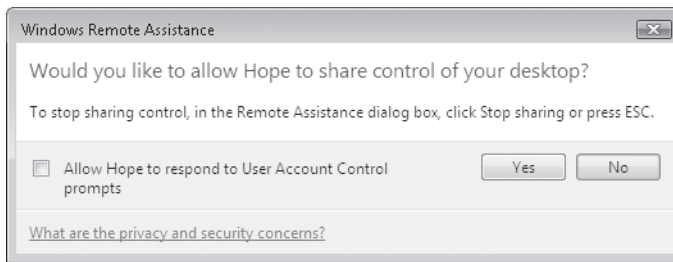 Windows Remote Assistance
Would you like to allow Hope to share control of your desktop?
To stop sharing control, in the Remote Assistance dialog box, click Stop sharing or press ESC.
Allow Hope to respond to User Account Control
prompts
Yes
No
What are the privacy and security concerns?